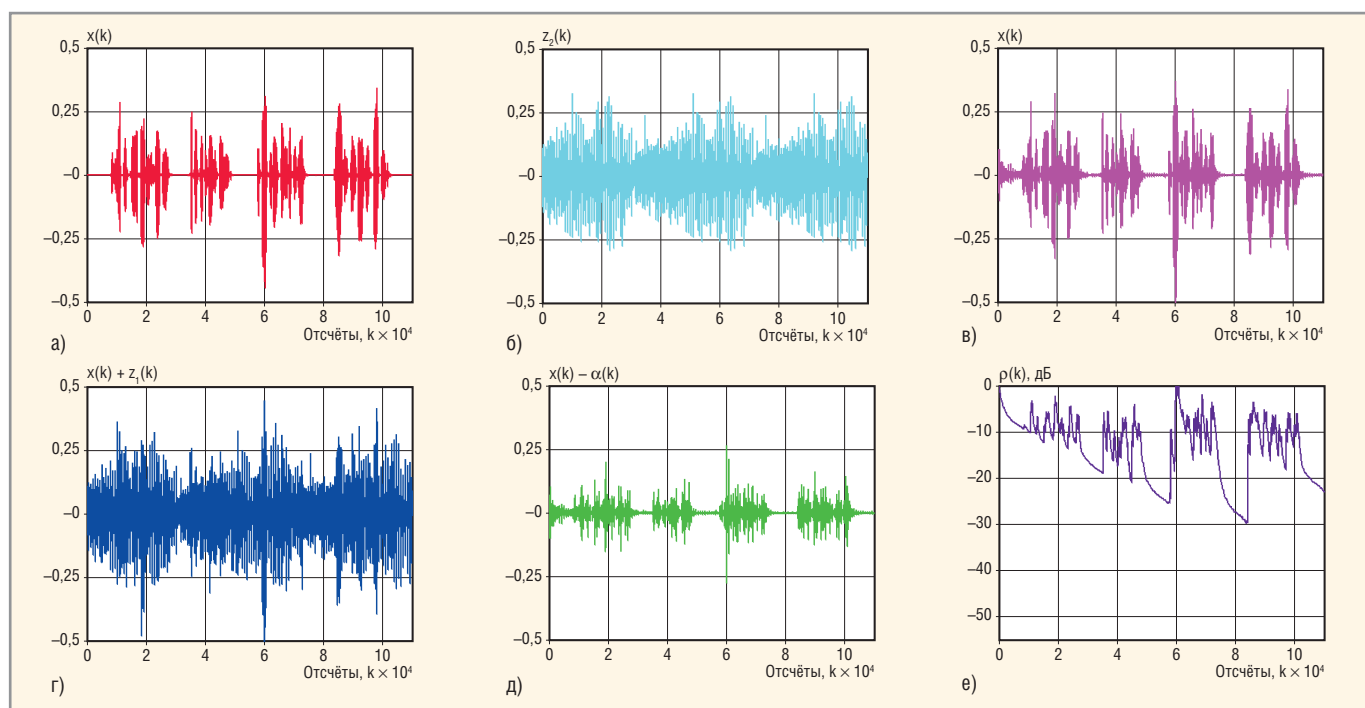 x(k)
0,5
0,25
–0
–0,25
–0,5
0 2 4 6 8 10
Отсчёты, k × 10⁴
а)
z₂(k)
0,5
0,25
–0
–0,25
–0,5
0 2 4 6 8 10
Отсчёты, k × 10⁴
б)
x(k)
0,5
0,25
–0
–0,25
–0,5
0 2 4 6 8 10
Отсчёты, k × 10⁴
в)
x(k) + z₁(k)
0,5
0,25
–0
–0,25
–0,5
0 2 4 6 8 10
Отсчёты, k × 10⁴
г)
x(k) – α(k)
0,5
0,25
–0
–0,25
–0,5
0 2 4 6 8 10
Отсчёты, k × 10⁴
д)
ρ(k), дБ
0
–10
–20
–30
–40
–50
0 2 4 6 8 10
Отсчёты, k × 10⁴
е)